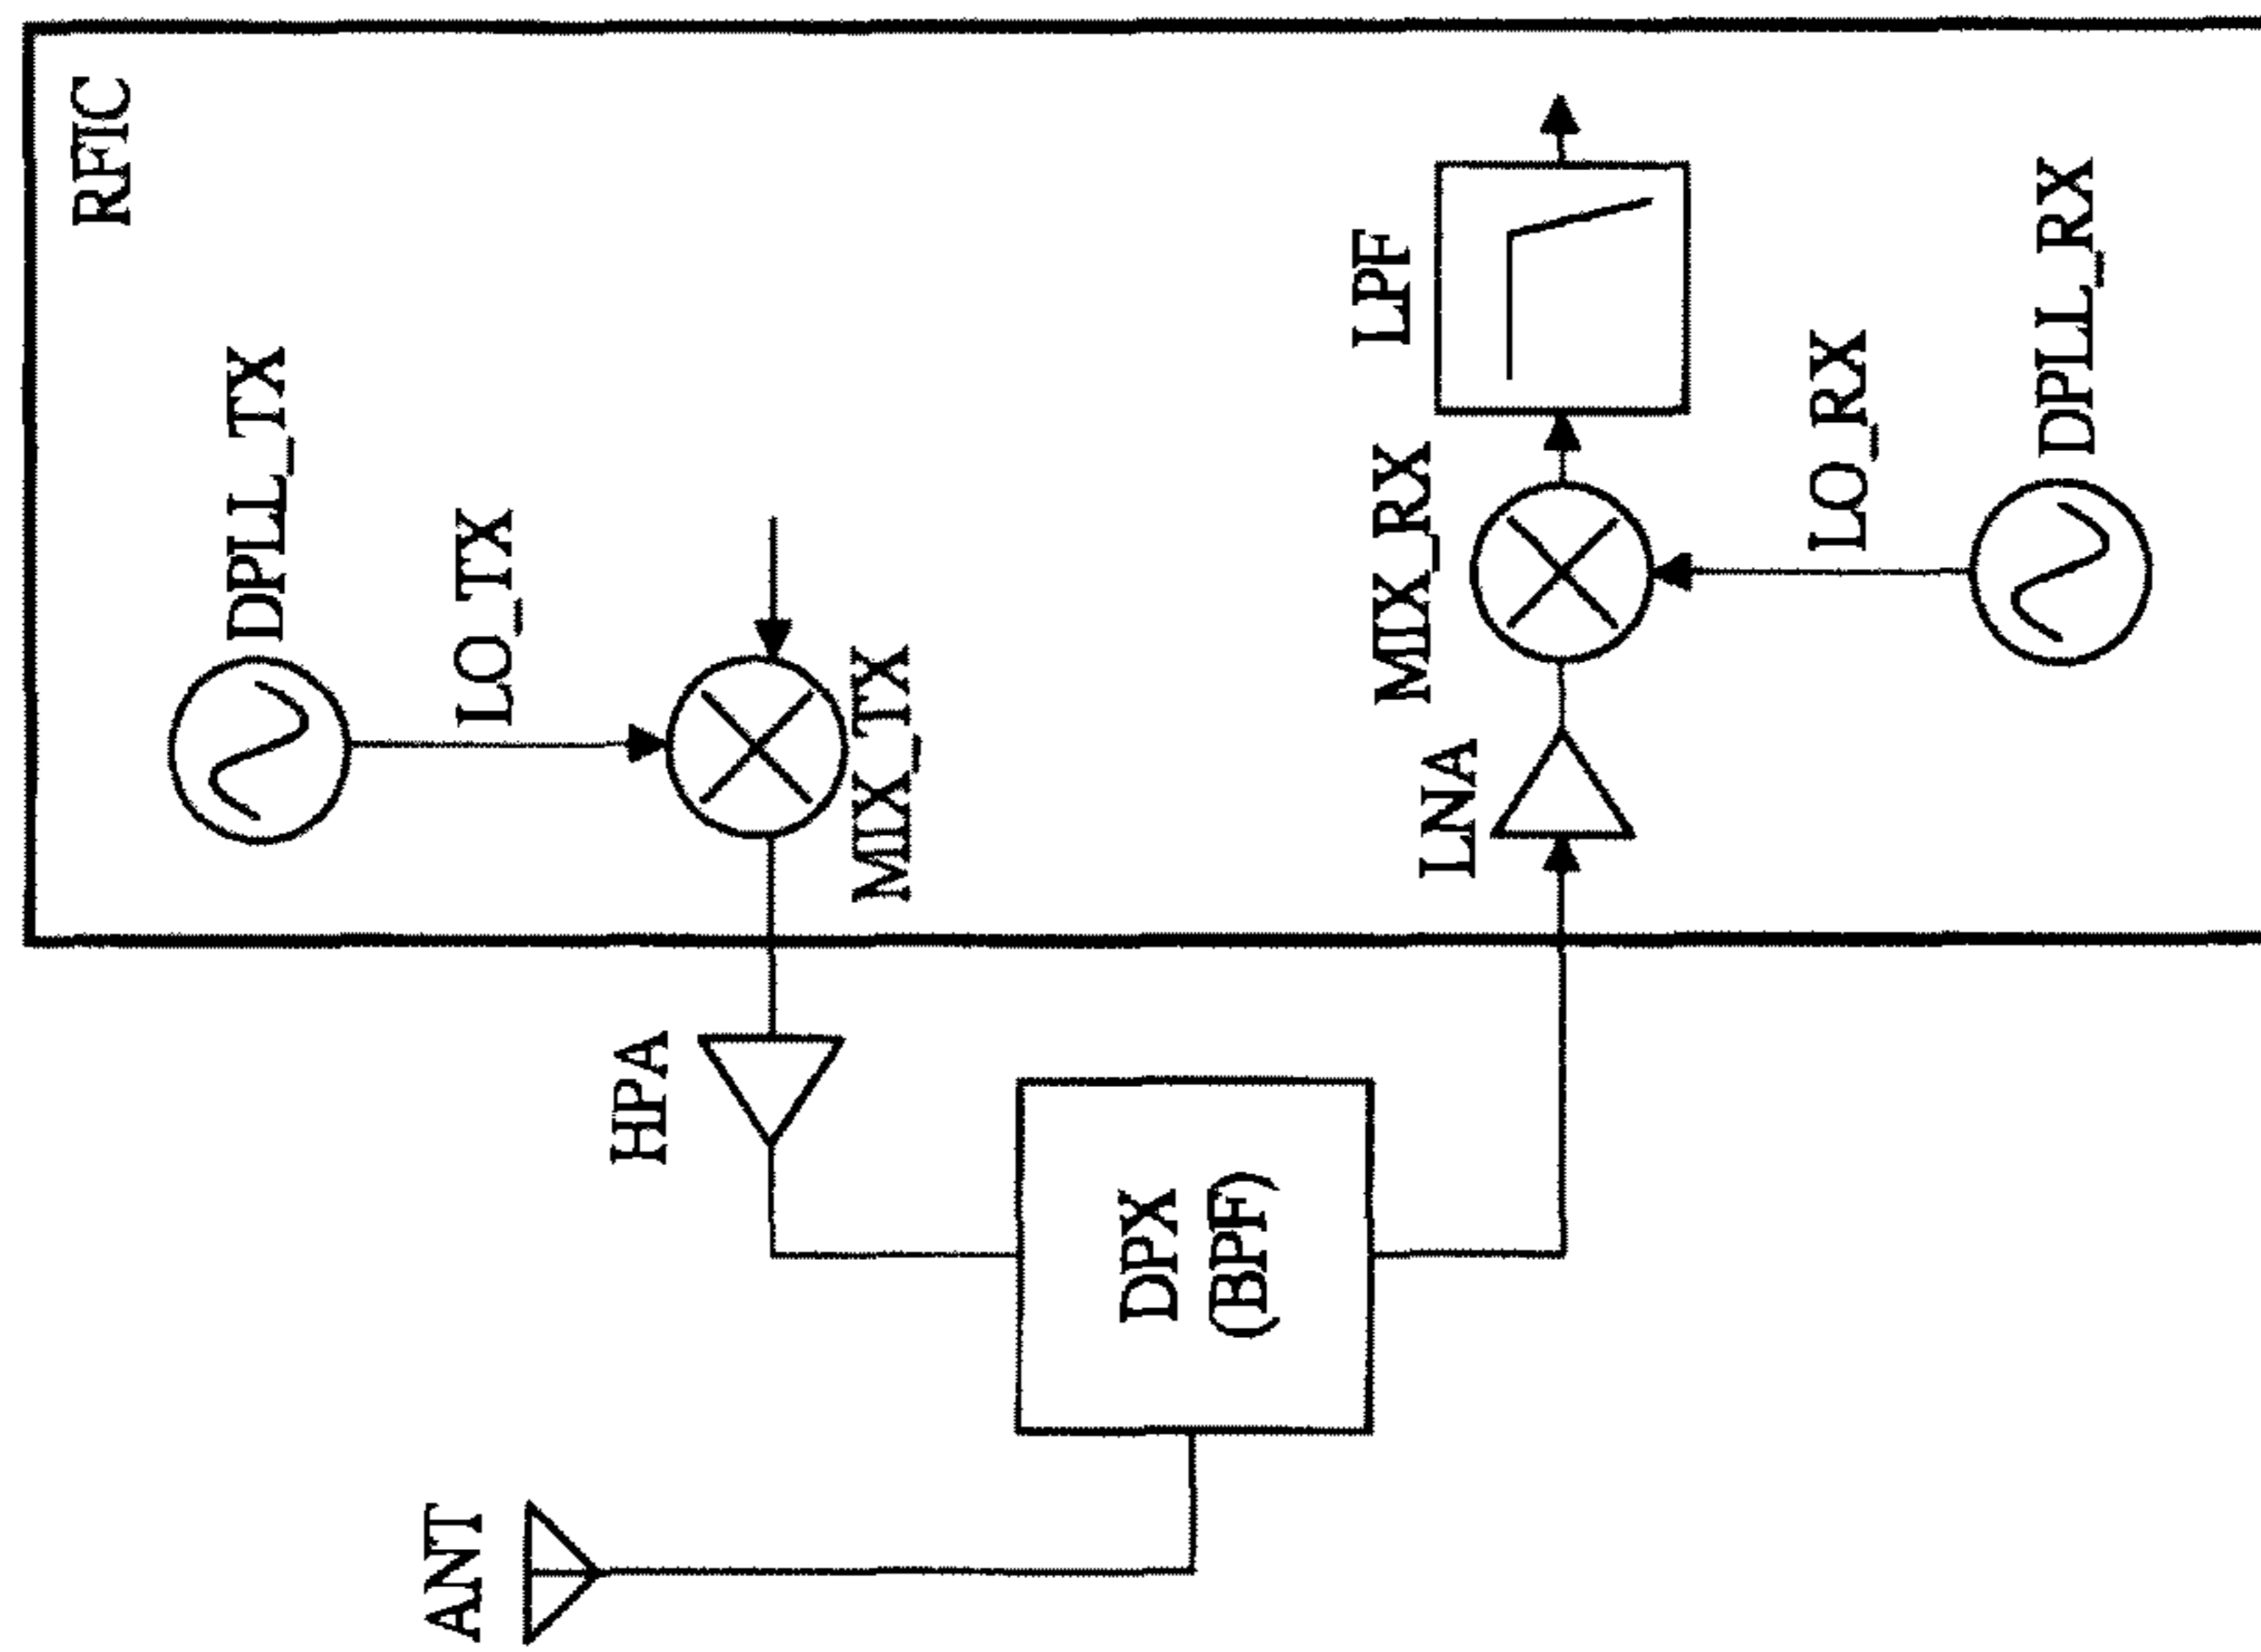 RFIC
DPLL_TX
LO_TX
MIX_TX
HPA
ANT
DPX
(BPF)
LNA
MIX_RX
LPF
LO_RX
DPLL_RX